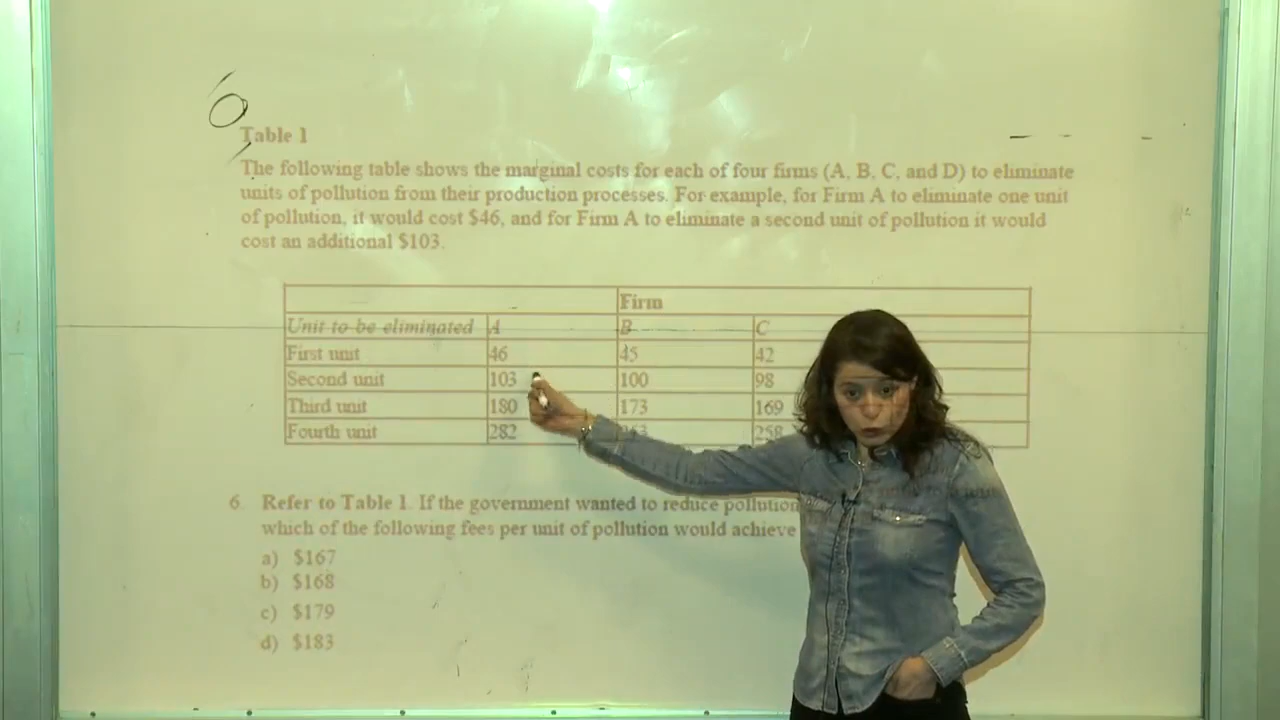 6
Table 1
The following table shows the marginal costs for each of four firms (A, B, C, and D) to eliminate
units of pollution from their production processes. For example, for Firm A to eliminate one unit
of pollution, it would cost $46, and for Firm A to eliminate a second unit of pollution it would
cost an additional $103.
Firm
Unit to be eliminated A B C
First unit 46 45 42
Second unit 103 100 98
Third unit 180 173 169
Fourth unit 282 263 258
6. Refer to Table 1. If the government wanted to reduce pollution
which of the following fees per unit of pollution would achieve
a) $167
b) $168
c) $179
d) $183